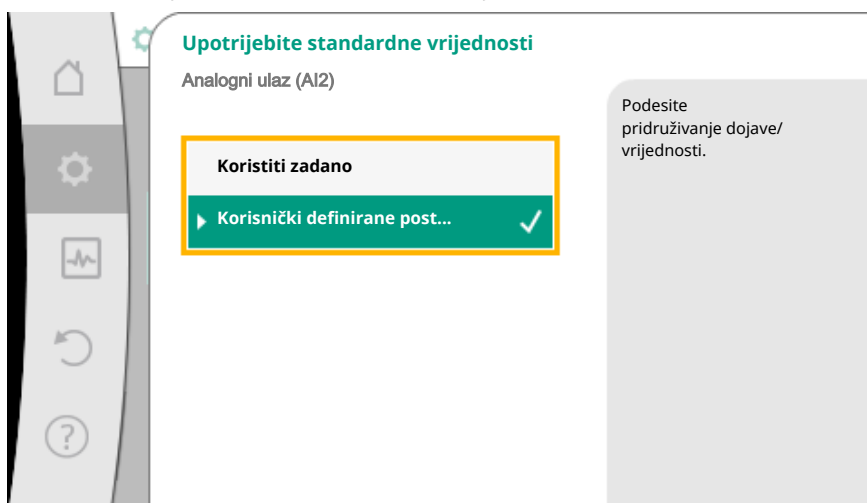 Upotrijebite standardne vrijednosti
Analogni ulaz (AI2)
Koristiti zadano
Korisnički definirane post...
Podesite
pridruživanje dojave/
vrijednosti.
?